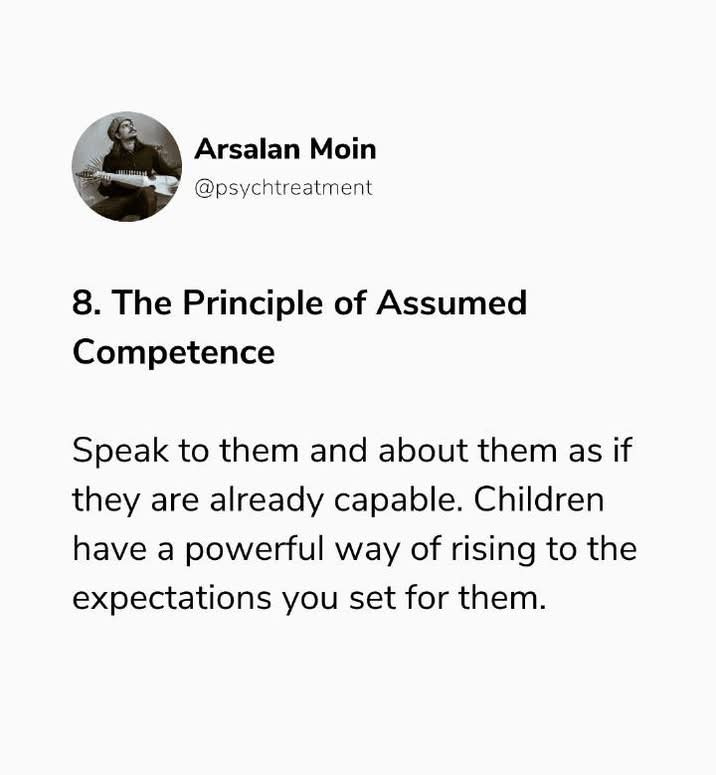 Arsalan Moin
@psychtreatment
8. The Principle of Assumed
Competence
Speak to them and about them as if
they are already capable. Children
have a powerful way of rising to the
expectations you set for them.